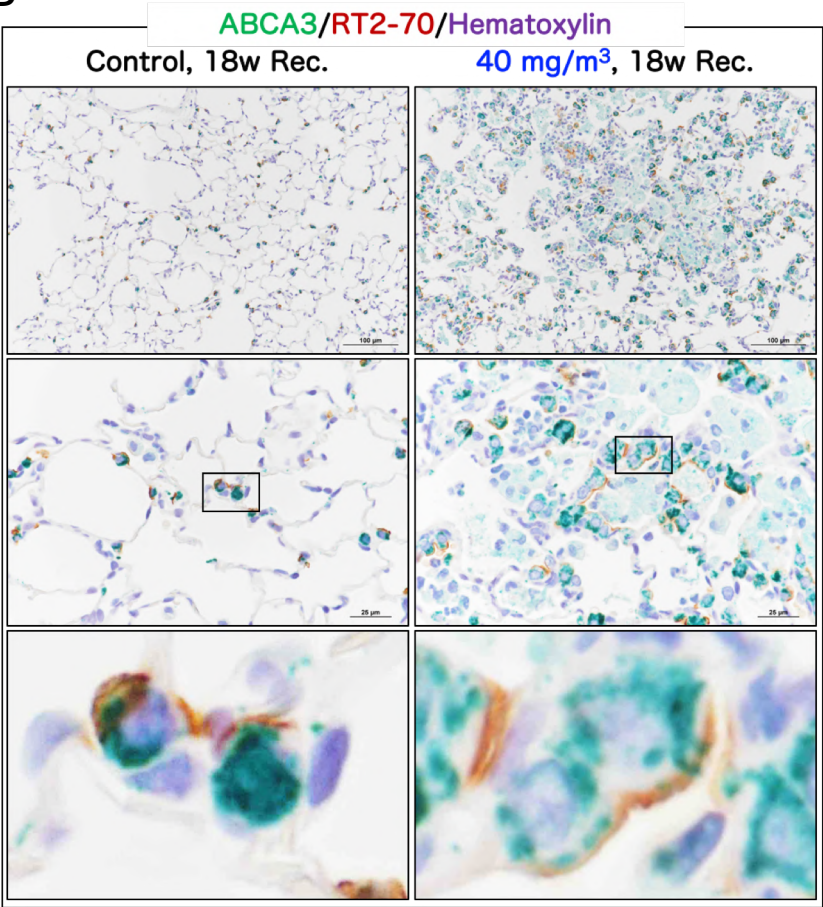 ABCA3/RT2-70/Hematoxylin
Control, 18w Rec.
40 mg/m³, 18w Rec.
100 µm
100 µm
25 µm
25 µm